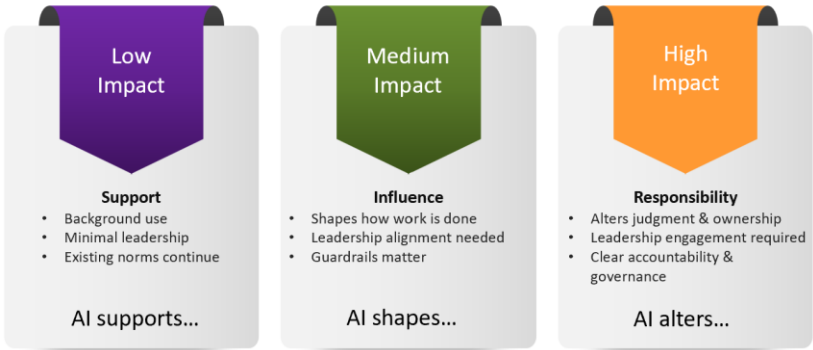 Low
Impact
Support
• Background use
• Minimal leadership
• Existing norms continue
AI supports...
Medium
Impact
Influence
• Shapes how work is done
• Leadership alignment needed
• Guardrails matter
AI shapes...
High
Impact
Responsibility
• Alters judgment & ownership
• Leadership engagement required
• Clear accountability &
governance
AI alters...